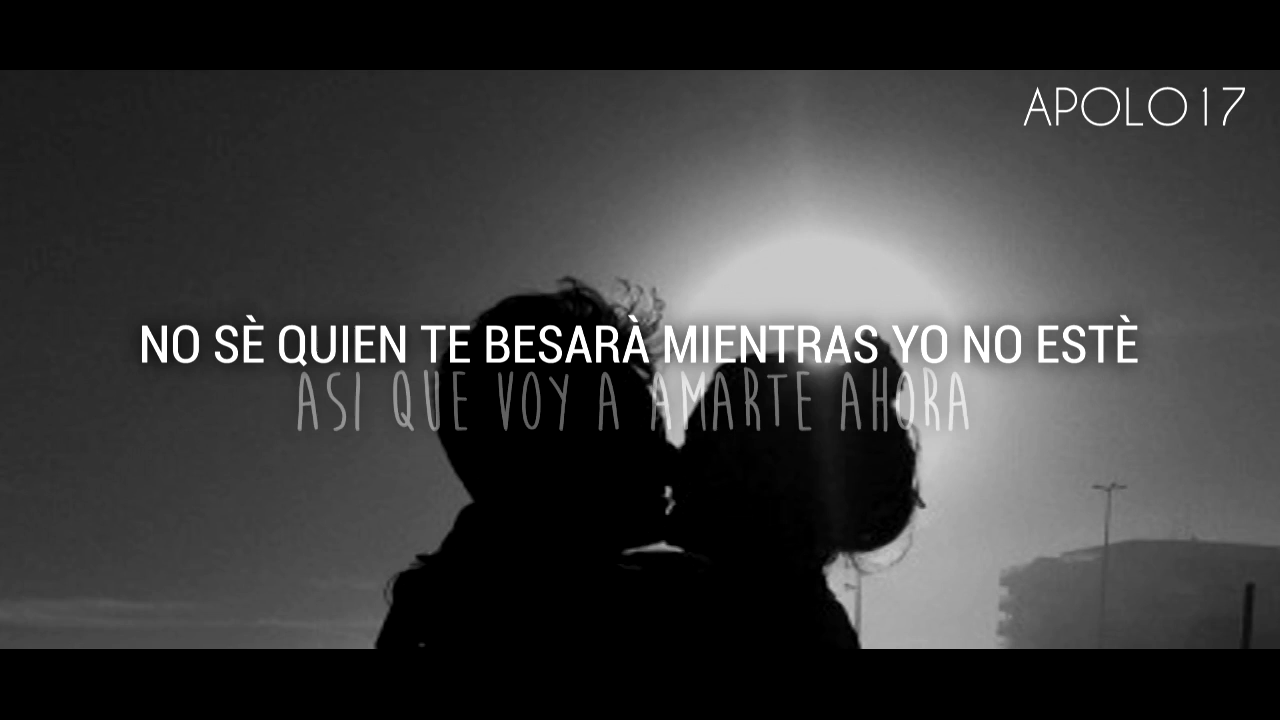 APOLO17
NO SÈ QUIEN TE BESARÀ MIENTRAS YO NO ESTÈ
ASI QUE VOY A AMARTE AHORA